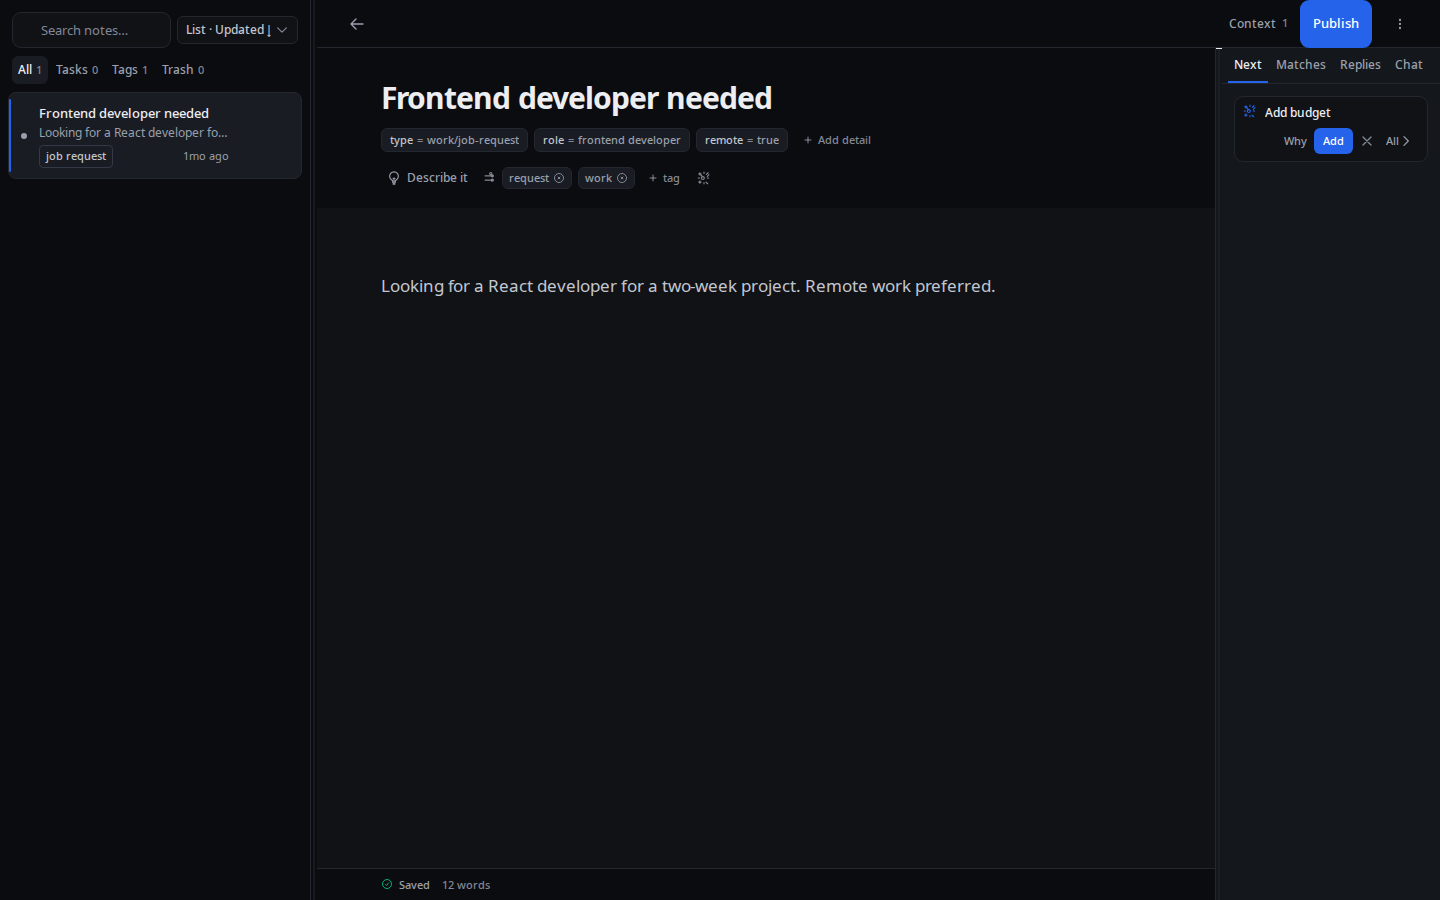 Search notes...
List · Updated ↓
All 1
Tasks 0
Tags 1
Trash 0
Frontend developer needed
Looking for a React developer fo...
job request
1mo ago
Context 1
Publish
Frontend developer needed
type = work/job-request
role = frontend developer
remote = true
+ Add detail
Describe it
request
work
+ tag
Looking for a React developer for a two-week project. Remote work preferred.
Saved
12 words
Next
Matches
Replies
Chat
Add budget
Why
Add
All